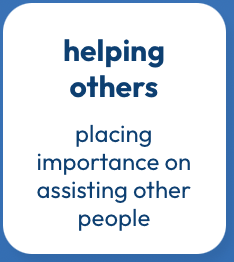 helping
others
placing
importance on
assisting other
people